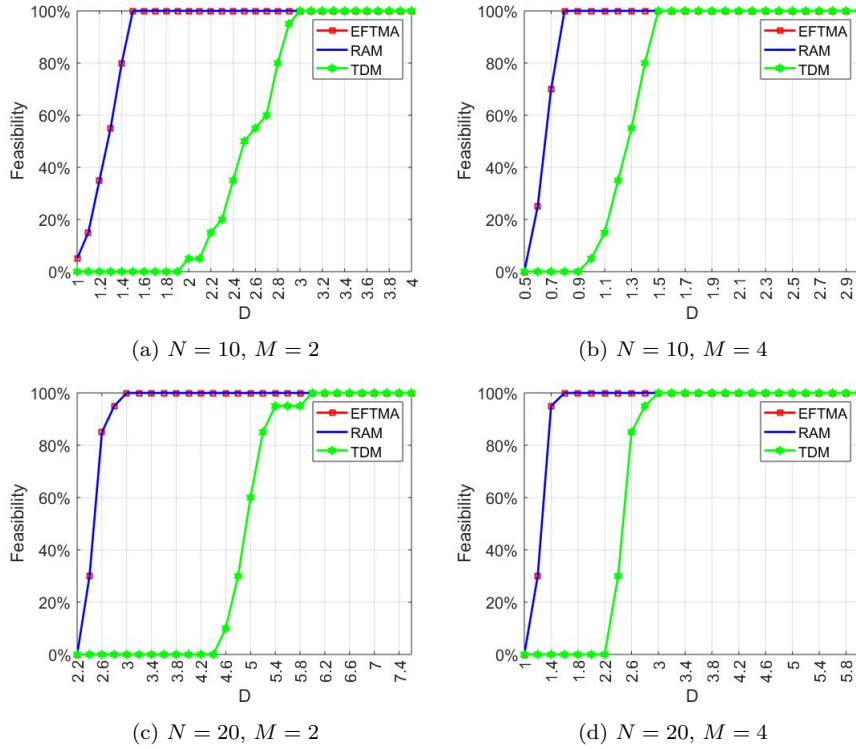 100%
80%
60%
40%
20%
0%
Feasibility
EFTMA
RAM
TDM
1 1.2 1.4 1.6 1.8 2 2.2 2.4 2.6 2.8 3 3.2 3.4 3.6 3.8 4
D
(a) N = 10, M = 2
100%
80%
60%
40%
20%
0%
Feasibility
EFTMA
RAM
TDM
0.5 0.7 0.9 1.1 1.3 1.5 1.7 1.9 2.1 2.3 2.5 2.7 2.9
D
(b) N = 10, M = 4
100%
80%
60%
40%
20%
0%
Feasibility
EFTMA
RAM
TDM
2.2 2.6 3 3.4 3.8 4.2 4.6 5 5.4 5.8 6.2 6.6 7 7.4
D
(c) N = 20, M = 2
100%
80%
60%
40%
20%
0%
Feasibility
EFTMA
RAM
TDM
1 1.4 1.8 2.2 2.6 3 3.4 3.8 4.2 4.6 5 5.4 5.8
D
(d) N = 20, M = 4